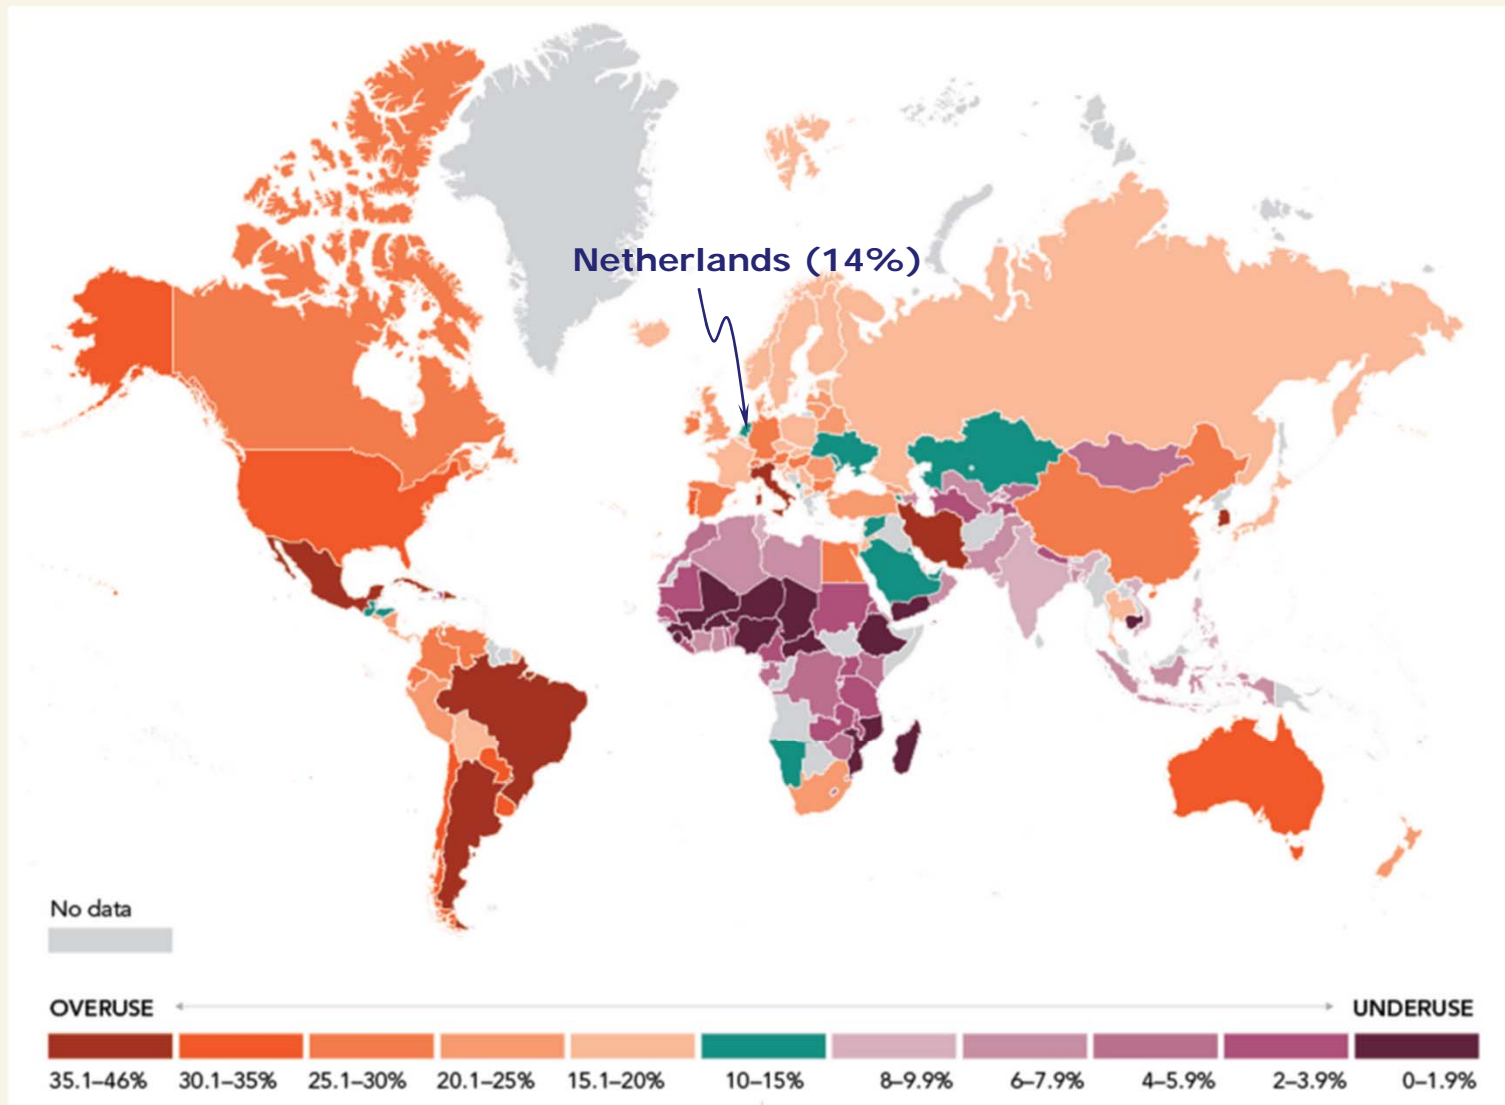 Netherlands (14%)
No data
OVERUSE UNDERUSE
35.1–46% 30.1–35% 25.1–30% 20.1–25% 15.1–20% 10–15% 8–9.9% 6–7.9% 4–5.9% 2–3.9% 0–1.9%